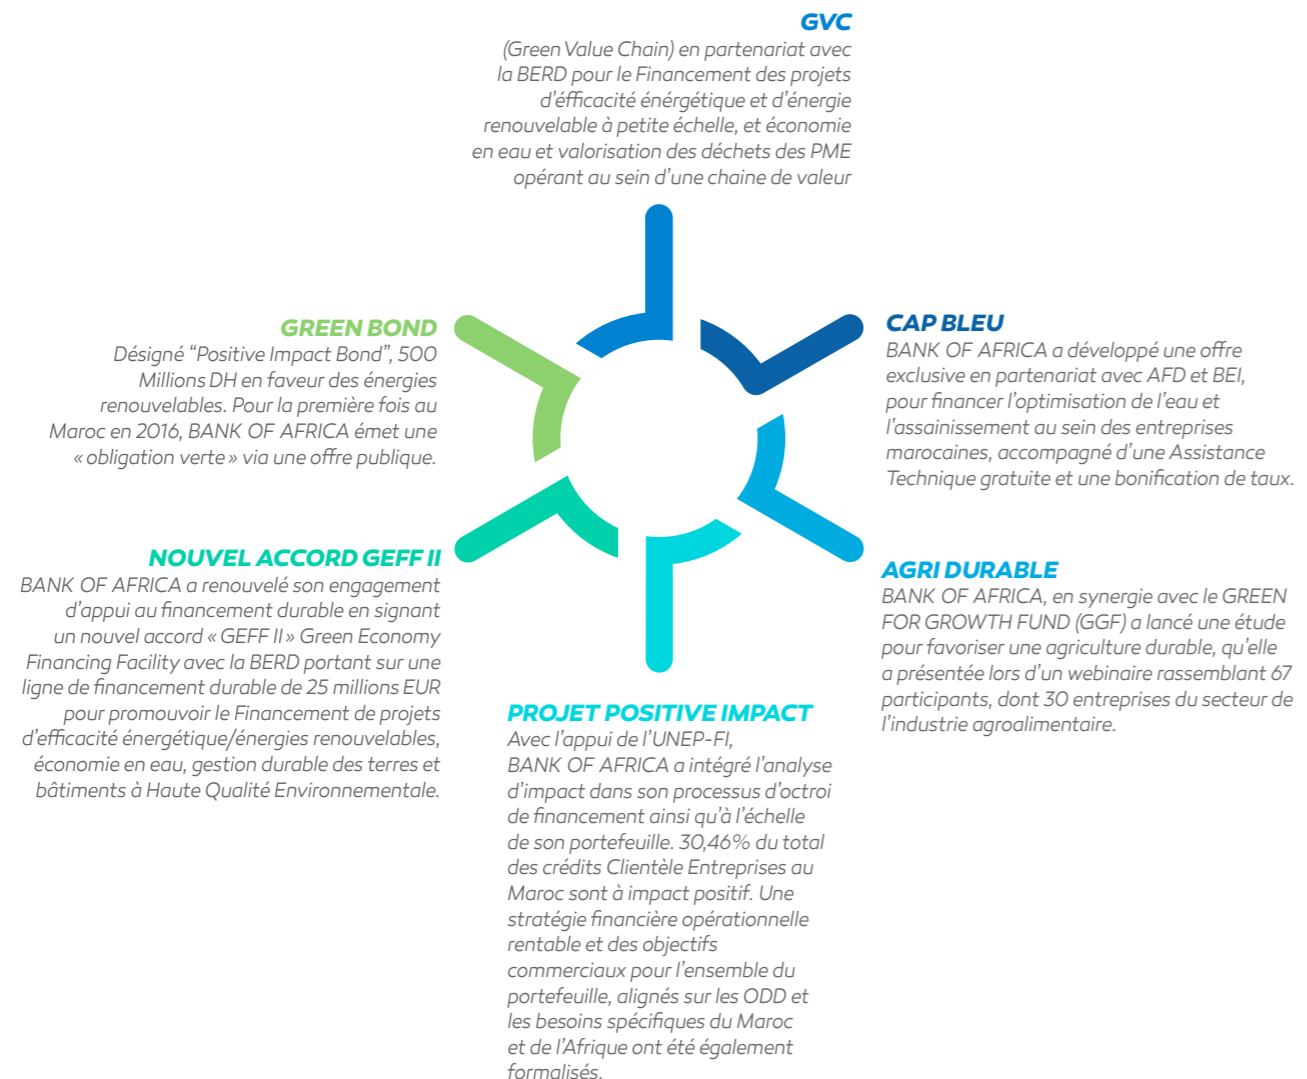 GVC
(Green Value Chain) en partenariat avec
la BERD pour le Financement des projets
d’éfficacité énérgétique et d’énergie
renouvelable à petite échelle, et économie
en eau et valorisation des déchets des PME
opérant au sein d’une chaine de valeur
GREEN BOND
Désigné “Positive Impact Bond”, 500
Millions DH en faveur des énergies
renouvelables. Pour la première fois au
Maroc en 2016, BANK OF AFRICA émet une
« obligation verte » via une offre publique.
CAP BLEU
BANK OF AFRICA a développé une offre
exclusive en partenariat avec AFD et BEI,
pour financer l’optimisation de l’eau et
l’assainissement au sein des entreprises
marocaines, accompagné d’une Assistance
Technique gratuite et une bonification de taux.
NOUVEL ACCORD GEFF II
BANK OF AFRICA a renouvelé son engagement
d’appui au financement durable en signant
un nouvel accord « GEFF II » Green Economy
Financing Facility avec la BERD portant sur une
ligne de financement durable de 25 millions EUR
pour promouvoir le Financement de projets
d’efficacité énergétique/énergies renouvelables,
économie en eau, gestion durable des terres et
bâtiments à Haute Qualité Environnementale.
AGRI DURABLE
BANK OF AFRICA, en synergie avec le GREEN
FOR GROWTH FUND (GGF) a lancé une étude
pour favoriser une agriculture durable, qu’elle
a présentée lors d’un webinaire rassemblant 67
participants, dont 30 entreprises du secteur de
l’industrie agroalimentaire.
PROJET POSITIVE IMPACT
Avec l’appui de l’UNEP-FI,
BANK OF AFRICA a intégré l’analyse
d’impact dans son processus d’octroi
de financement ainsi qu’à l’échelle
de son portefeuille. 30,46% du total
des crédits Clientèle Entreprises au
Maroc sont à impact positif. Une
stratégie financière opérationnelle
rentable et des objectifs
commerciaux pour l’ensemble du
portefeuille, alignés sur les ODD et
les besoins spécifiques du Maroc
et de l’Afrique ont été également
formalisés.